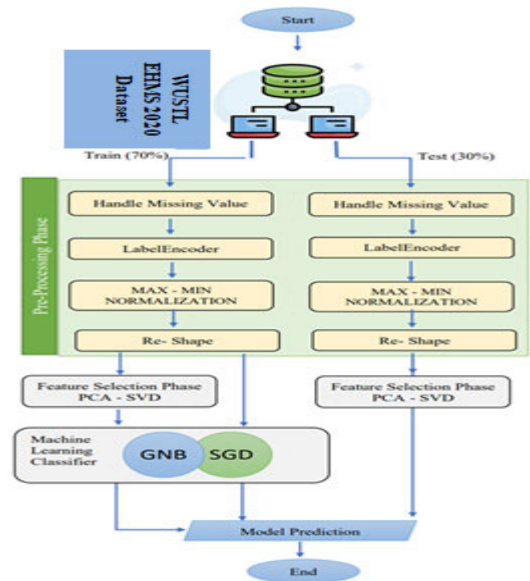 Start
WUSTL
EHMS 2020
Dataset
Train (70%)
Test (30%)
Pre-Processing Phase
Handle Missing Value
LabelEncoder
MAX - MIN
NORMALIZATION
Re- Shape
Handle Missing Value
LabelEncoder
MAX - MIN
NORMALIZATION
Re- Shape
Feature Selection Phase
PCA - SVD
Feature Selection Phase
PCA - SVD
Machine
Learning
Classifier
GNB
SGD
Model Prediction
End